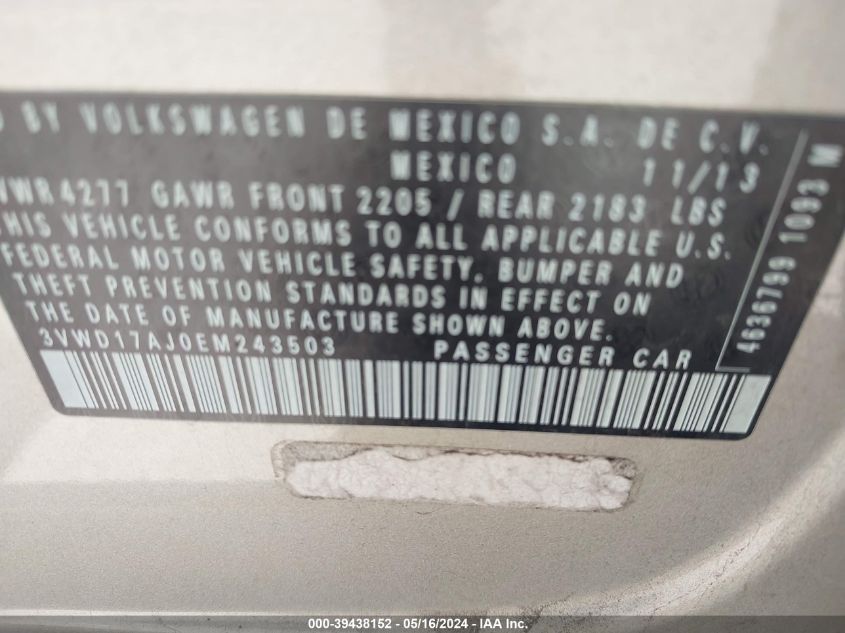 BY VOLKSWAGEN DE MEXICO S.A. DE C.V.
MEXICO 11/13
VWR 4277 GAWR FRONT 2205 / REAR 2183 LBS
HIS VEHICLE CONFORMS TO ALL APPLICABLE U.S.
FEDERAL MOTOR VEHICLE SAFETY, BUMPER AND
THEFT PREVENTION STANDARDS IN EFFECT ON
THE DATE OF MANUFACTURE SHOWN ABOVE.
3VWD17AJ0EM243503 PASSENGER CAR
4636799 1093 M
000-39438152 - 05/16/2024 - IAA Inc.